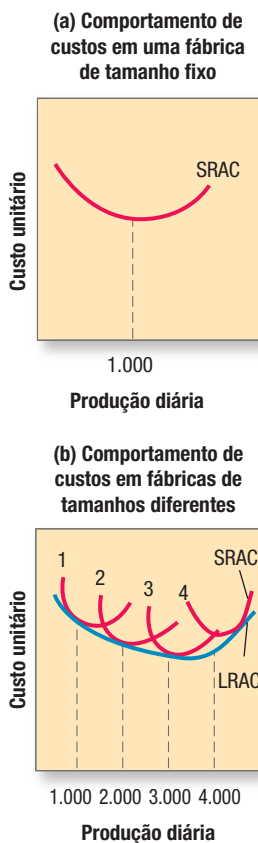 (a) Comportamento de
custos em uma fábrica
de tamanho fixo
SRAC
Custo unitário
1.000
Produção diária
(b) Comportamento de
custos em fábricas de
tamanhos diferentes
SRAC
1
2
3
4
Custo unitário
LRAC
1.000 2.000 3.000 4.000
Produção diária